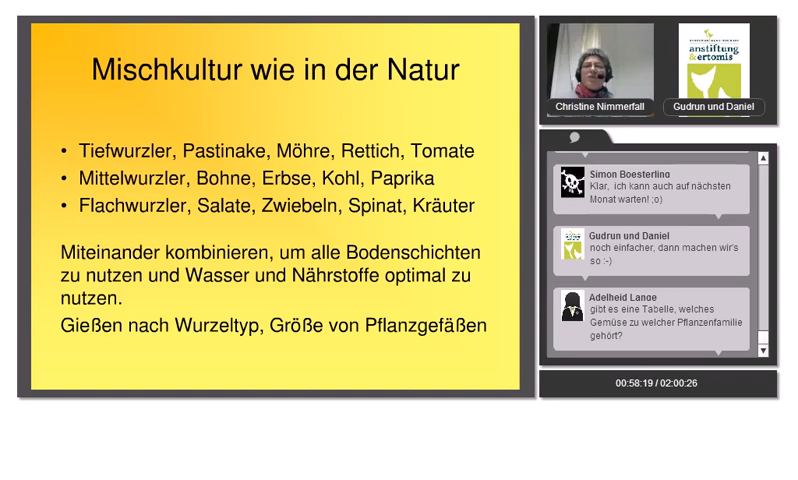 Mischkultur wie in der Natur
• Tiefwurzler, Pastinake, Möhre, Rettich, Tomate
• Mittelwurzler, Bohne, Erbse, Kohl, Paprika
• Flachwurzler, Salate, Zwiebeln, Spinat, Kräuter
Miteinander kombinieren, um alle Bodenschichten
zu nutzen und Wasser und Nährstoffe optimal zu
nutzen.
Gießen nach Wurzeltyp, Größe von Pflanzgefäßen
anstiftung
& ertomis
Christine Nimmerfall
Gudrun und Daniel
Simon Boesterling
Klar, ich kann auch auf nächsten
Monat warten! ;o)
Gudrun und Daniel
noch einfacher, dann machen wir's
so :-)
Adelheid Lange
gibt es eine Tabelle, welches
Gemüse zu welcher Pflanzenfamilie
gehört?
00:58:19 / 02:00:26